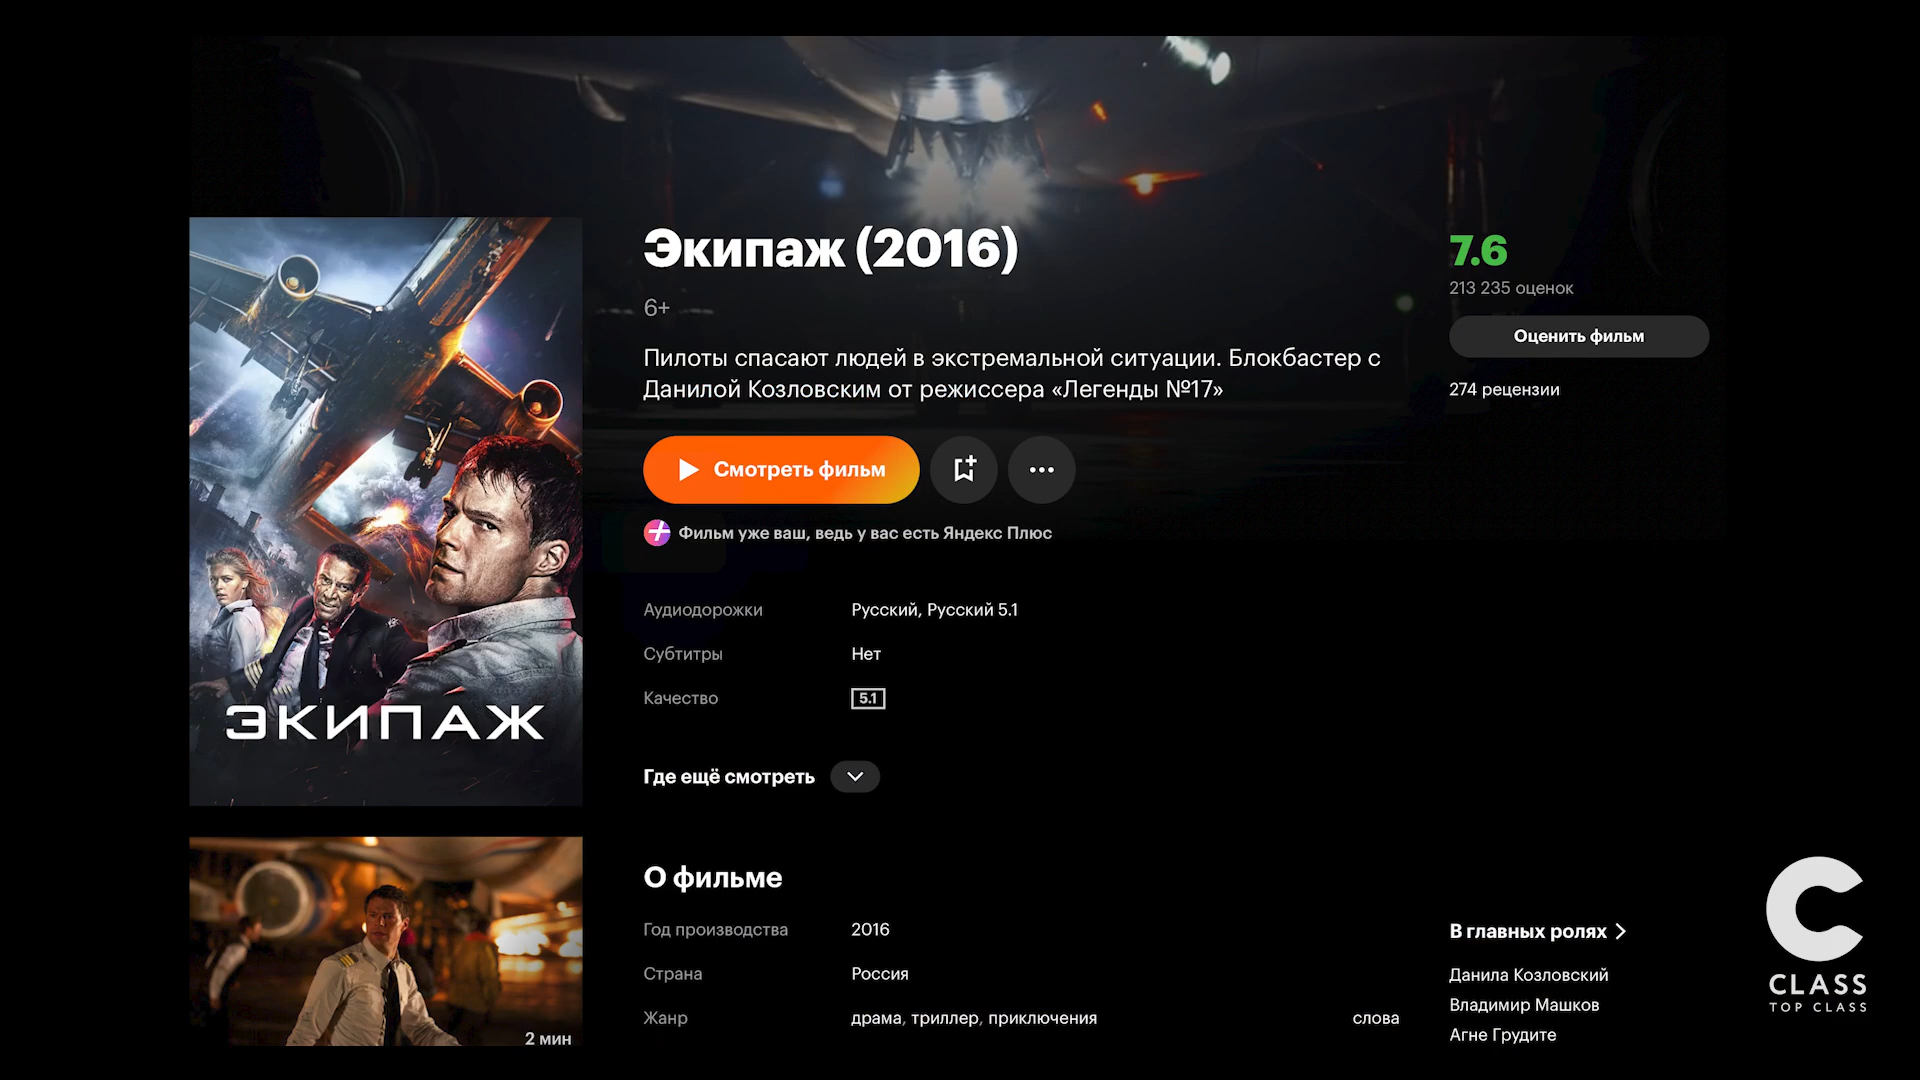 Экипаж (2016)
6+
Пилоты спасают людей в экстремальной ситуации. Блокбастер с
Данилой Козловским от режиссера «Легенды №17»
7.6
213 235 оценок
Оценить фильм
274 рецензии
Смотреть фильм
Фильм уже ваш, ведь у вас есть Яндекс Плюс
Аудиодорожки Русский, Русский 5.1
Субтитры Нет
Качество 5.1
Где ещё смотреть
ЭКИПАЖ
2 мин
О фильме
Год производства 2016
Страна Россия
Жанр драма, триллер, приключения слова
В главных ролях
Данила Козловский
Владимир Машков
Агне Грудите
CLASS
TOP CLASS